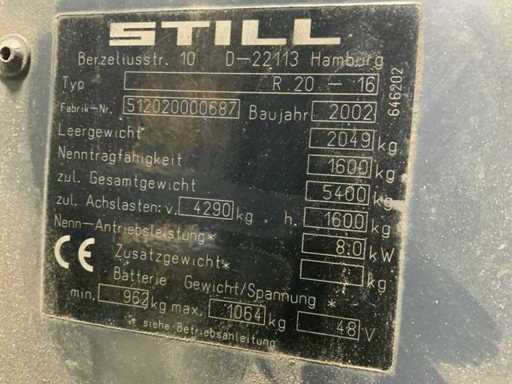 STILL
Berzeliusstr. 10 D-22113 Hamburg
Typ R 20 - 16
Fabrik-Nr. 512020000687 Baujahr 2002
Leergewicht 2049 kg
Nenntragfähigkeit 1600 kg
zul. Gesamtgewicht 5400 kg
zul. Achslasten: v. 4290 kg . h. 1600 kg
Nenn-Antriebsleistung* 8.0 kW
Zusatzgewicht* kg
CE
Batterie Gewicht/Spannung *
min. 962 kg max. 1064 kg 48 V
* siehe Betriebsanleitung
646202